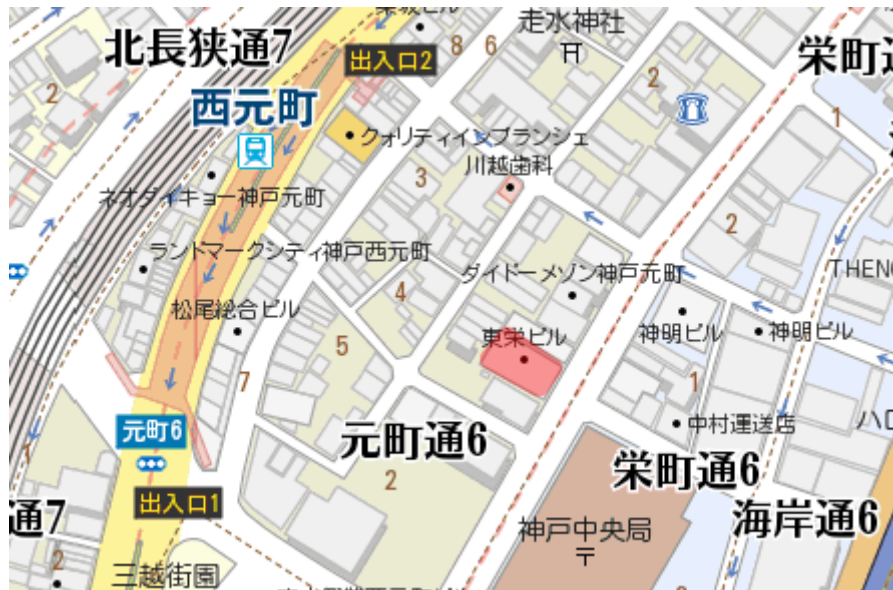 北長狭通7
出入口2
8
6
走水神社
栄町通
2
2
西元町
クォリティインブランシェ
川越歯科
1
3
ネオダイキョー神戸元町
2
ランドマークシティ神戸西元町
ダイドーメゾン神戸元町
4
松尾総合ビル
東栄ビル
神明ビル
神明ビル
5
7
1
元町6
元町通6
中村運送店
1
2
栄町通6
出入口1
通7
神戸中央局
〒
海岸通6
2
三越街園